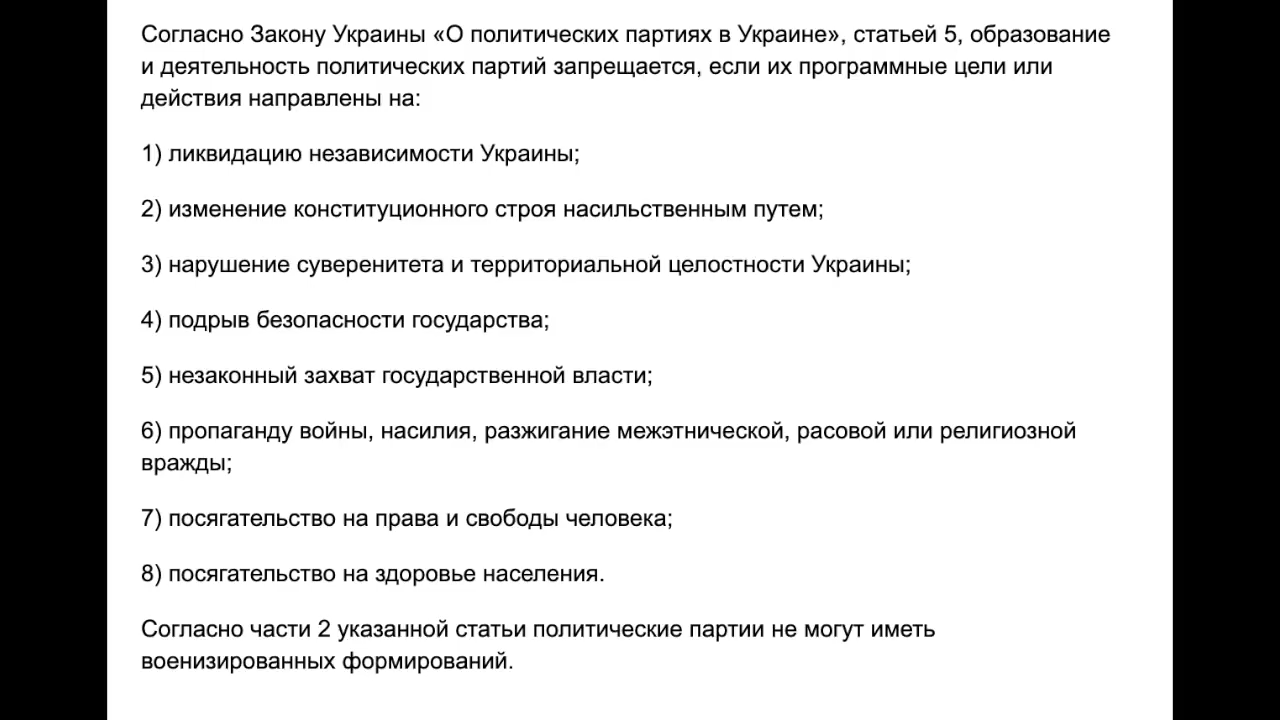 Согласно Закону Украины «О политических партиях в Украине», статьей 5, образование
и деятельность политических партий запрещается, если их программные цели или
действия направлены на:
1) ликвидацию независимости Украины;
2) изменение конституционного строя насильственным путем;
3) нарушение суверенитета и территориальной целостности Украины;
4) подрыв безопасности государства;
5) незаконный захват государственной власти;
6) пропаганду войны, насилия, разжигание межэтнической, расовой или религиозной
вражды;
7) посягательство на права и свободы человека;
8) посягательство на здоровье населения.
Согласно части 2 указанной статьи политические партии не могут иметь
военизированных формирований.